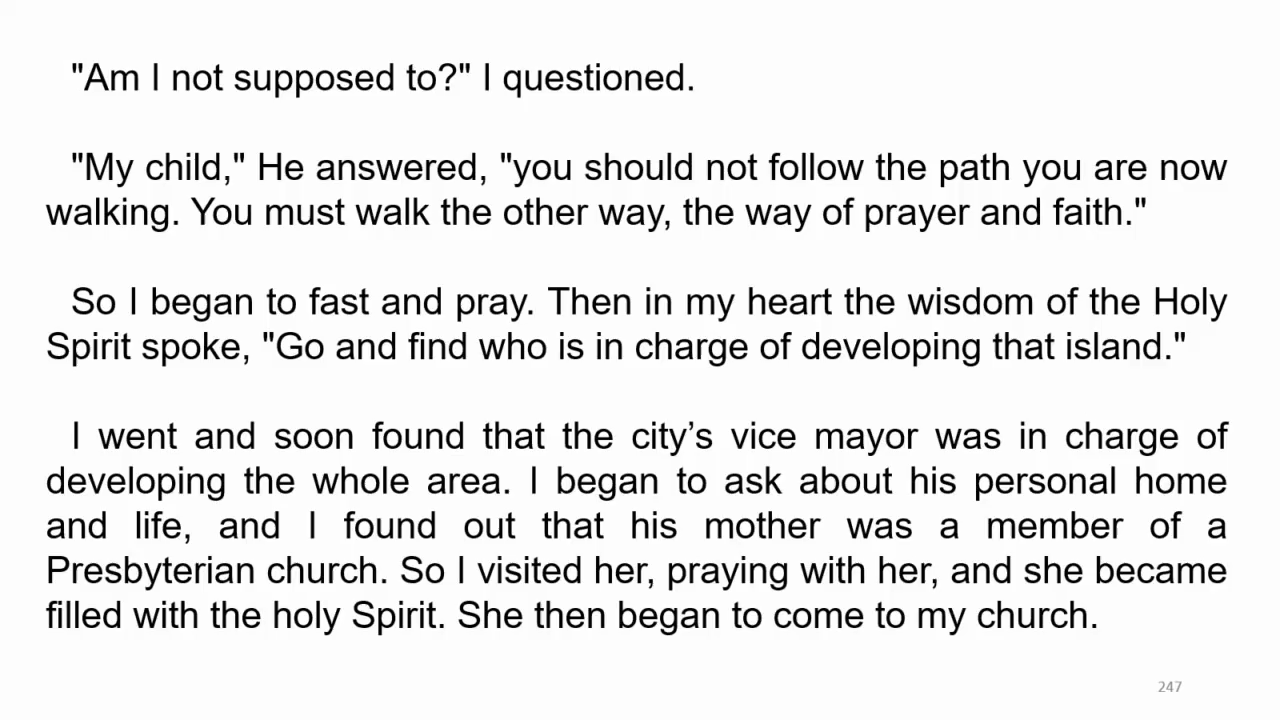 "Am I not supposed to?" I questioned.
"My child," He answered, "you should not follow the path you are now
walking. You must walk the other way, the way of prayer and faith."
So I began to fast and pray. Then in my heart the wisdom of the Holy
Spirit spoke, "Go and find who is in charge of developing that island."
I went and soon found that the city’s vice mayor was in charge of
developing the whole area. I began to ask about his personal home
and life, and I found out that his mother was a member of a
Presbyterian church. So I visited her, praying with her, and she became
filled with the holy Spirit. She then began to come to my church.
247